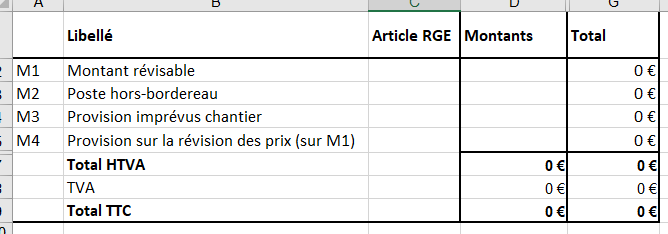 A B C D G
Libellé Article RGE Montants Total
M1 Montant révisable 0 €
M2 Poste hors-bordereau 0 €
M3 Provision imprévus chantier 0 €
M4 Provision sur la révision des prix (sur M1) 0 €
Total HTVA 0 € 0 €
TVA 0 € 0 €
Total TTC 0 € 0 €